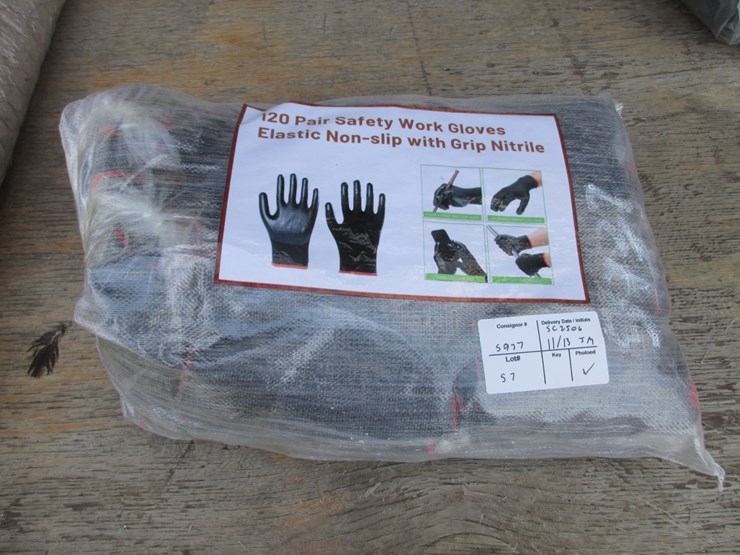 120 Pair Safety Work Gloves
Elastic Non-slip with Grip Nitrile
Consignor #
Delivery Date / Initials
SC2506
5977
11/13 JA
Lot#
Key
Photoed
57
✓